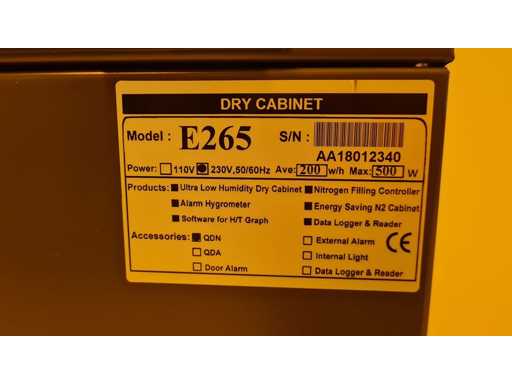 DRY CABINET
Model : E265 S/N :
AA18012340
Power: 110V 230V,50/60Hz Ave: 200 w/h Max: 500 W
Products: Ultra Low Humidity Dry Cabinet Nitrogen Filling Controller
Alarm Hygrometer Energy Saving N2 Cabinet
Software for H/T Graph Data Logger & Reader
Accessories: QDN External Alarm CE
QDA Internal Light
Door Alarm Data Logger & Reader